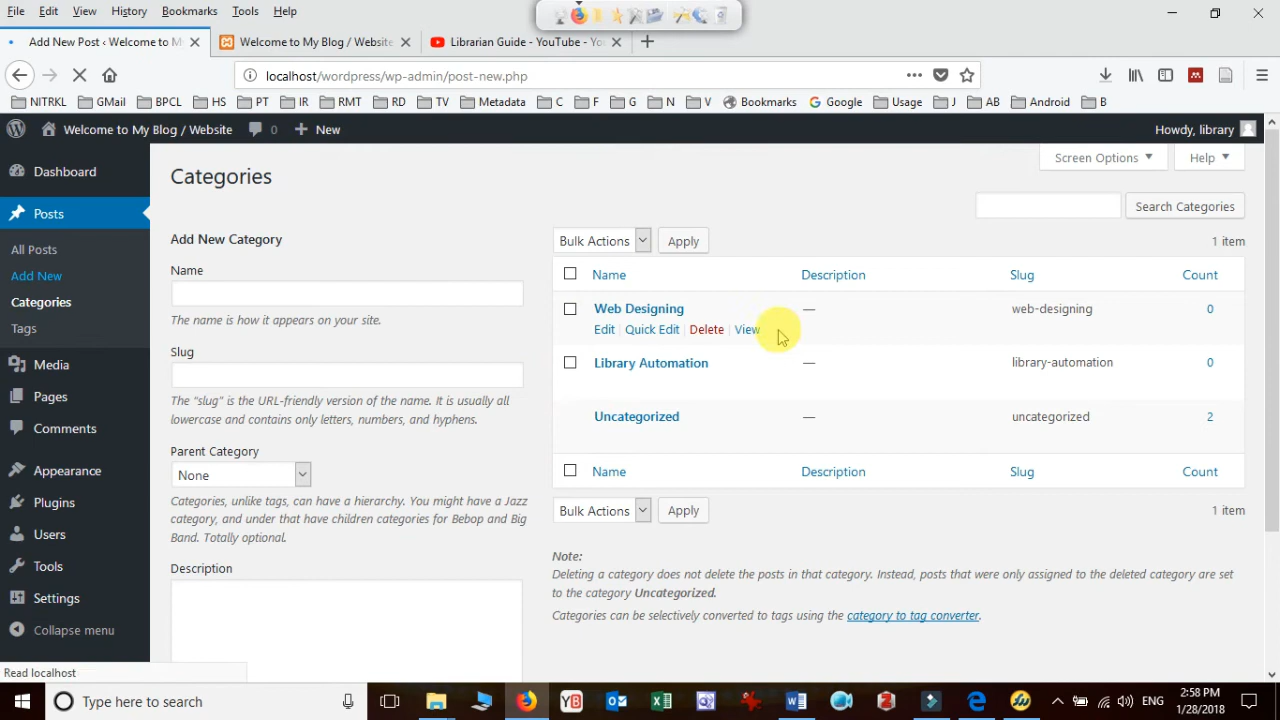 File Edit View History Bookmarks Tools Help
Add New Post ‹ Welcome to M
Welcome to My Blog / Website
Librarian Guide - YouTube - Yo
localhost/wordpress/wp-admin/post-new.php
NITRKL GMail BPCL HS PT IR RMT RD TV Metadata C F G N V Bookmarks Google Usage J AB Android B
Welcome to My Blog / Website 0 New
Howdy, library
Dashboard
Posts
All Posts
Add New
Categories
Tags
Media
Pages
Comments
Appearance
Plugins
Users
Tools
Settings
Collapse menu
Screen Options Help
Categories
Search Categories
Add New Category
Name
The name is how it appears on your site.
Slug
The "slug" is the URL-friendly version of the name. It is usually all
lowercase and contains only letters, numbers, and hyphens.
Parent Category
None
Categories, unlike tags, can have a hierarchy. You might have a Jazz
category, and under that have children categories for Bebop and Big
Band. Totally optional.
Description
Bulk Actions Apply 1 item
Name Description Slug Count
Web Designing — web-designing 0
Edit | Quick Edit | Delete | View
Library Automation — library-automation 0
Uncategorized — uncategorized 2
Name Description Slug Count
Bulk Actions Apply 1 item
Note:
Deleting a category does not delete the posts in that category. Instead, posts that were only assigned to the deleted category are set
to the category Uncategorized.
Categories can be selectively converted to tags using the category to tag converter.
Read localhost
Type here to search
YB
ENG
2:58 PM
1/28/2018